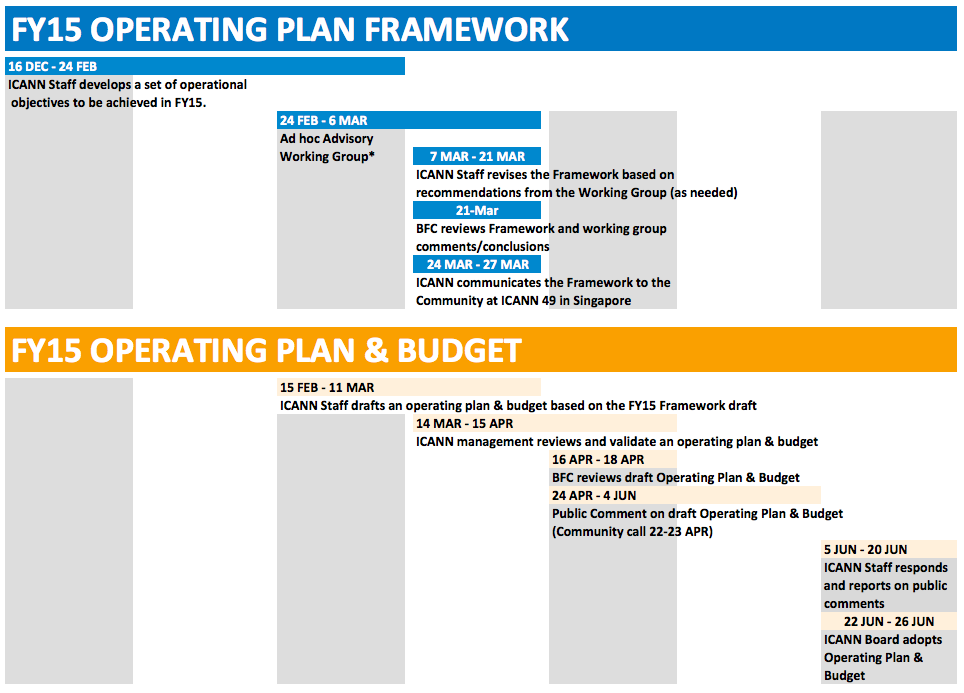 FY15 OPERATING PLAN FRAMEWORK
16 DEC - 24 FEB
ICANN Staff develops a set of operational
objectives to be achieved in FY15.
24 FEB - 6 MAR
Ad hoc Advisory
Working Group*
7 MAR - 21 MAR
ICANN Staff revises the Framework based on
recommendations from the Working Group (as needed)
21-Mar
BFC reviews Framework and working group
comments/conclusions
24 MAR - 27 MAR
ICANN communicates the Framework to the
Community at ICANN 49 in Singapore
FY15 OPERATING PLAN & BUDGET
15 FEB - 11 MAR
ICANN Staff drafts an operating plan & budget based on the FY15 Framework draft
14 MAR - 15 APR
ICANN management reviews and validate an operating plan & budget
16 APR - 18 APR
BFC reviews draft Operating Plan & Budget
24 APR - 4 JUN
Public Comment on draft Operating Plan & Budget
(Community call 22-23 APR)
5 JUN - 20 JUN
ICANN Staff responds
and reports on public
comments
22 JUN - 26 JUN
ICANN Board adopts
Operating Plan &
Budget